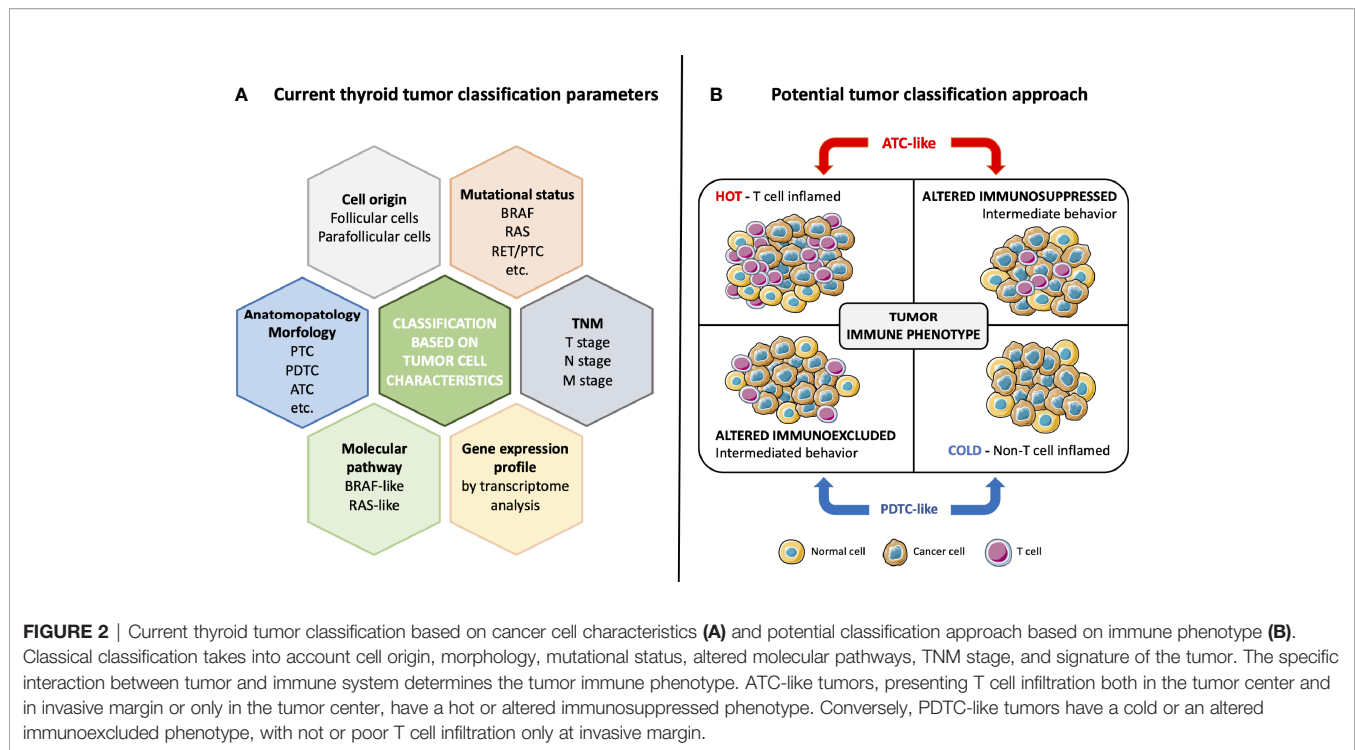 A Current thyroid tumor classification parameters
Cell origin
Follicular cells
Parafollicular cells
Mutational status
BRAF
RAS
RET/PTC
etc.
Anatomopatology
Morfology
PTC
PDTC
ATC
etc.
CLASSIFICATION
BASED ON
TUMOR CELL
CHARACTERISTICS
TNM
T stage
N stage
M stage
Molecular
pathway
BRAF-like
RAS-like
Gene expression
profile
by transcriptome
analysis
B Potential tumor classification approach
ATC-like
HOT - T cell inflamed
ALTERED IMMUNOSUPPRESSED
Intermediate behavior
TUMOR
IMMUNE PHENOTYPE
ALTERED IMMUNOEXCLUDED
Intermediated behavior
COLD - Non-T cell inflamed
PDTC-like
Normal cell
Cancer cell
T cell
FIGURE 2 | Current thyroid tumor classification based on cancer cell characteristics (A) and potential classification approach based on immune phenotype (B).
Classical classification takes into account cell origin, morphology, mutational status, altered molecular pathways, TNM stage, and signature of the tumor. The specific
interaction between tumor and immune system determines the tumor immune phenotype. ATC-like tumors, presenting T cell infiltration both in the tumor center and
in invasive margin or only in the tumor center, have a hot or altered immunosuppressed phenotype. Conversely, PDTC-like tumors have a cold or an altered
immunoexcluded phenotype, with not or poor T cell infiltration only at invasive margin.